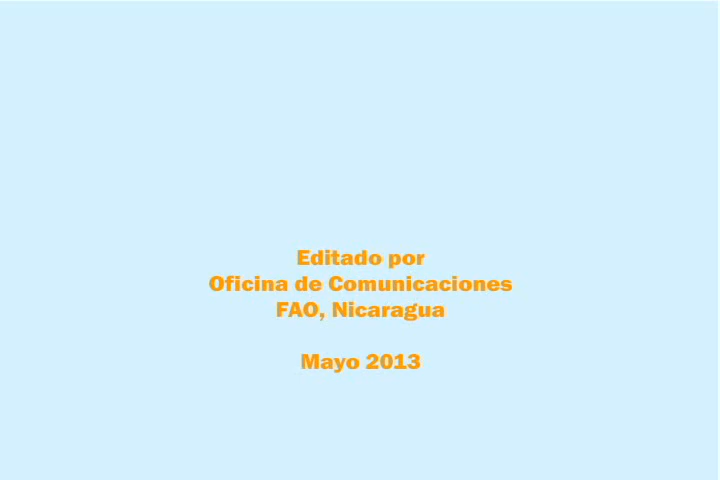 Editado por
Oficina de Comunicaciones
FAO, Nicaragua
Mayo 2013